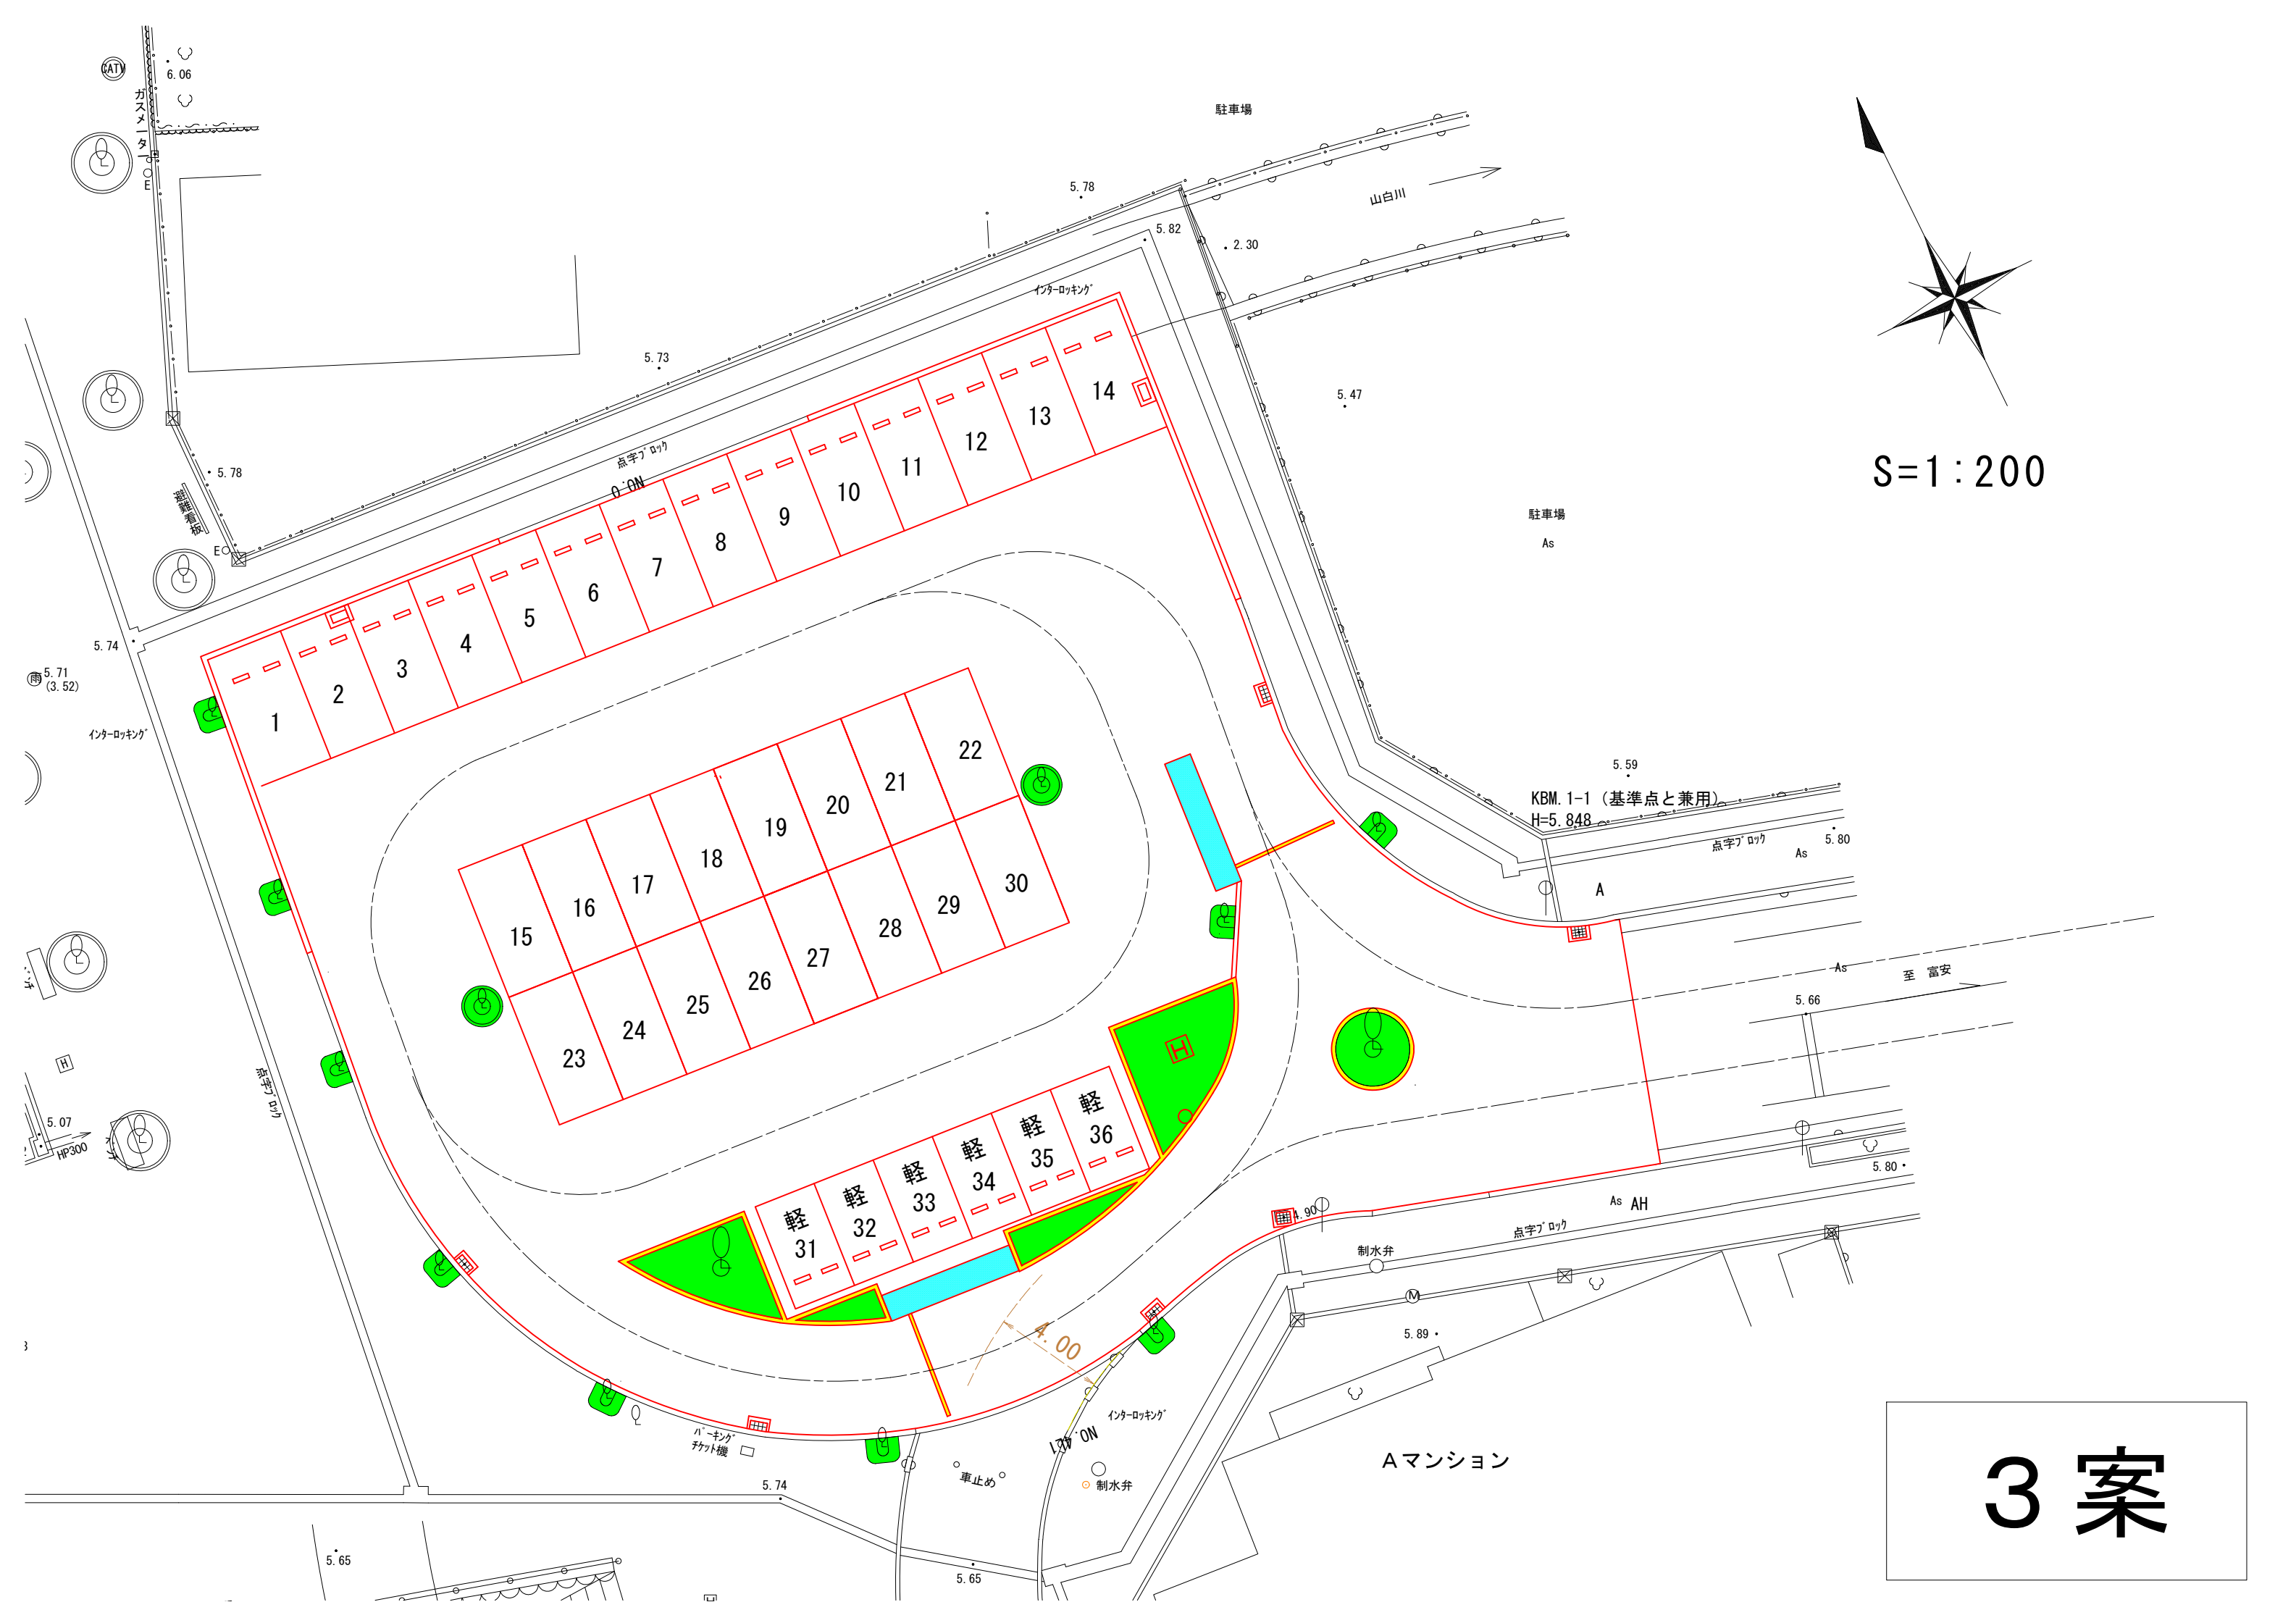 CATV
6.06
ガスメーター
E
駐車場
5.78
山白川
5.82
2.30
インターロッキング
5.73
5.47
点字ブロック
NO.0
5.78
避難看板
E
S=1:200
駐車場
As
14
13
12
11
10
9
8
7
6
5
4
3
2
1
5.74
雨
5.71
(3.52)
インターロッキング
22
21
20
19
18
17
16
15
30
29
28
27
26
25
24
23
5.59
KBM.1-1 (基準点と兼用)
H=5.848
点字ブロック
As
5.80
A
As
至 富安
5.66
H
H
点字ブロック
5.07
HP300
軽
36
軽
35
軽
34
軽
33
軽
32
軽
31
5.80
As
AH
4.90
点字ブロック
制水弁
M
5.89
4.00
インターロッキング
NO.421
パーキング
チケット機
車止め
制水弁
Aマンション
5.74
5.65
5.65
H
3案